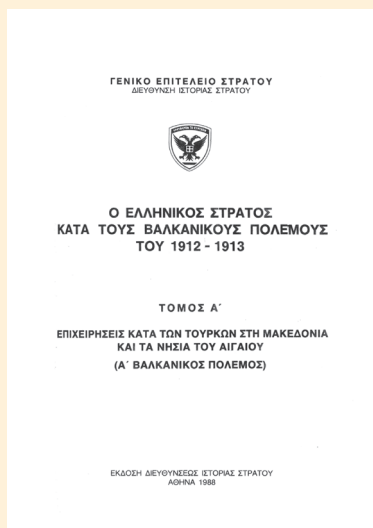 ΓΕΝΙΚΟ ΕΠΙΤΕΛΕΙΟ ΣΤΡΑΤΟΥ
ΔΙΕΥΘΥΝΣΗ ΙΣΤΟΡΙΑΣ ΣΤΡΑΤΟΥ
Ο ΕΛΛΗΝΙΚΟΣ ΣΤΡΑΤΟΣ
ΚΑΤΑ ΤΟΥΣ ΒΑΛΚΑΝΙΚΟΥΣ ΠΟΛΕΜΟΥΣ
ΤΟΥ 1912 - 1913
ΤΟΜΟΣ Α΄
ΕΠΙΧΕΙΡΗΣΕΙΣ ΚΑΤΑ ΤΩΝ ΤΟΥΡΚΩΝ ΣΤΗ ΜΑΚΕΔΟΝΙΑ
ΚΑΙ ΤΑ ΝΗΣΙΑ ΤΟΥ ΑΙΓΑΙΟΥ
(Α΄ ΒΑΛΚΑΝΙΚΟΣ ΠΟΛΕΜΟΣ)
ΕΚΔΟΣΗ ΔΙΕΥΘΥΝΣΕΩΣ ΙΣΤΟΡΙΑΣ ΣΤΡΑΤΟΥ
ΑΘΗΝΑ 1988